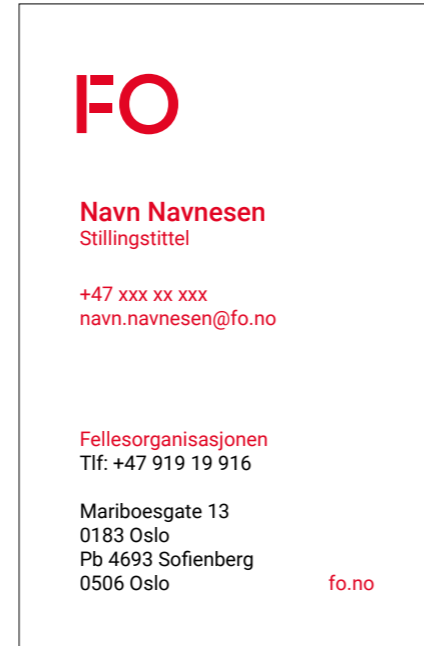 FO
Navn Navnesen
Stillingstittel
+47 xxx xx xxx
navn.navnesen@fo.no
Fellesorganisasjonen
Tlf: +47 919 19 916
Mariboesgate 13
0183 Oslo
Pb 4693 Sofienberg
0506 Oslo
fo.no